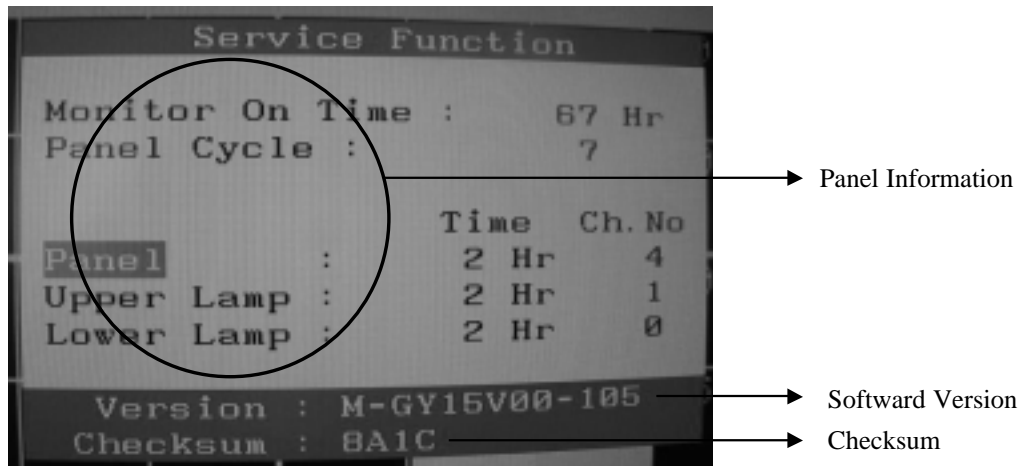 Service Function
Monitor On Time : 67 Hr
Panel Cycle : 7
Panel Information
Time Ch.No
Panel : 2 Hr 4
Upper Lamp : 2 Hr 1
Lower Lamp : 2 Hr 0
Version : M-GY15V00-105
Softward Version
Checksum : 8A1C
Checksum